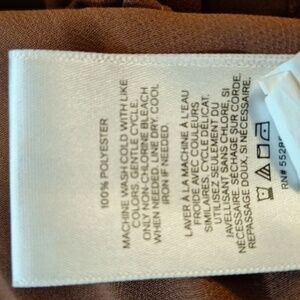 100% POLYESTER
MACHINE WASH COLD WITH LIKE
COLORS, GENTLE CYCLE.
ONLY NON-CHLORINE BLEACH
WHEN NEEDED. LINE DRY, COOL
IRON IF NEEDED
LAVER À LA MACHINE À L'EAU
FROIDE AVEC COULEURS
SIMILAIRES, CYCLE DÉLICAT.
UTILISEZ SEULEMENT DU
JAVELLISANT SANS CHLORE, SI
NECESSAIRE. SÉCHAGE SUR CORDE,
REPASSAGE DOUX, SI NÉCESSAIRE.
RN# 5528